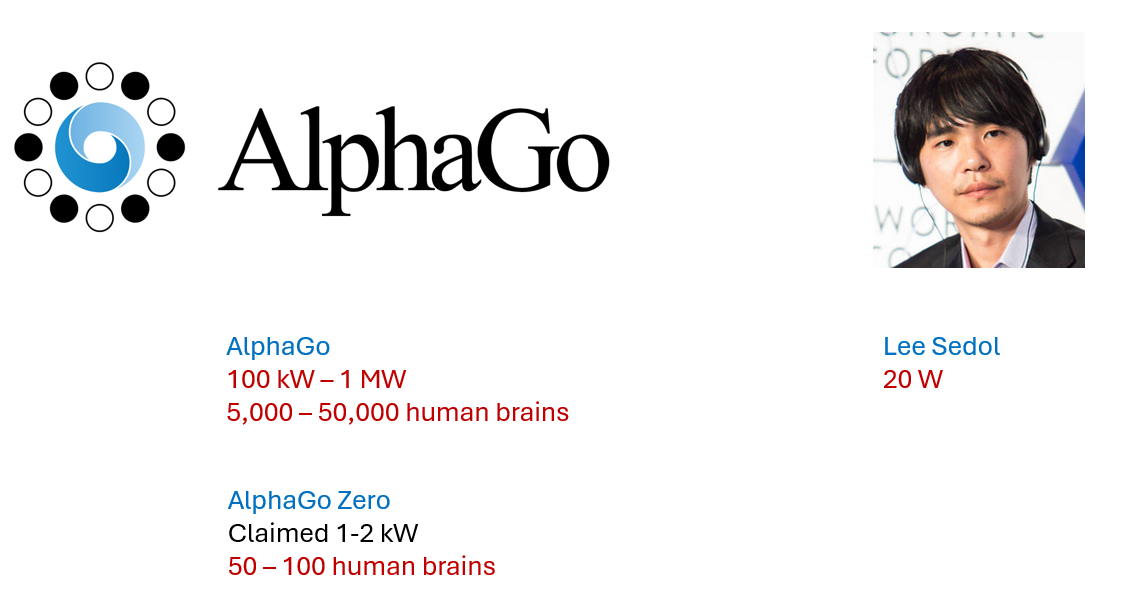 AlphaGo
AlphaGo
100 kW – 1 MW
5,000 – 50,000 human brains
Lee Sedol
20 W
AlphaGo Zero
Claimed 1-2 kW
50 – 100 human brains